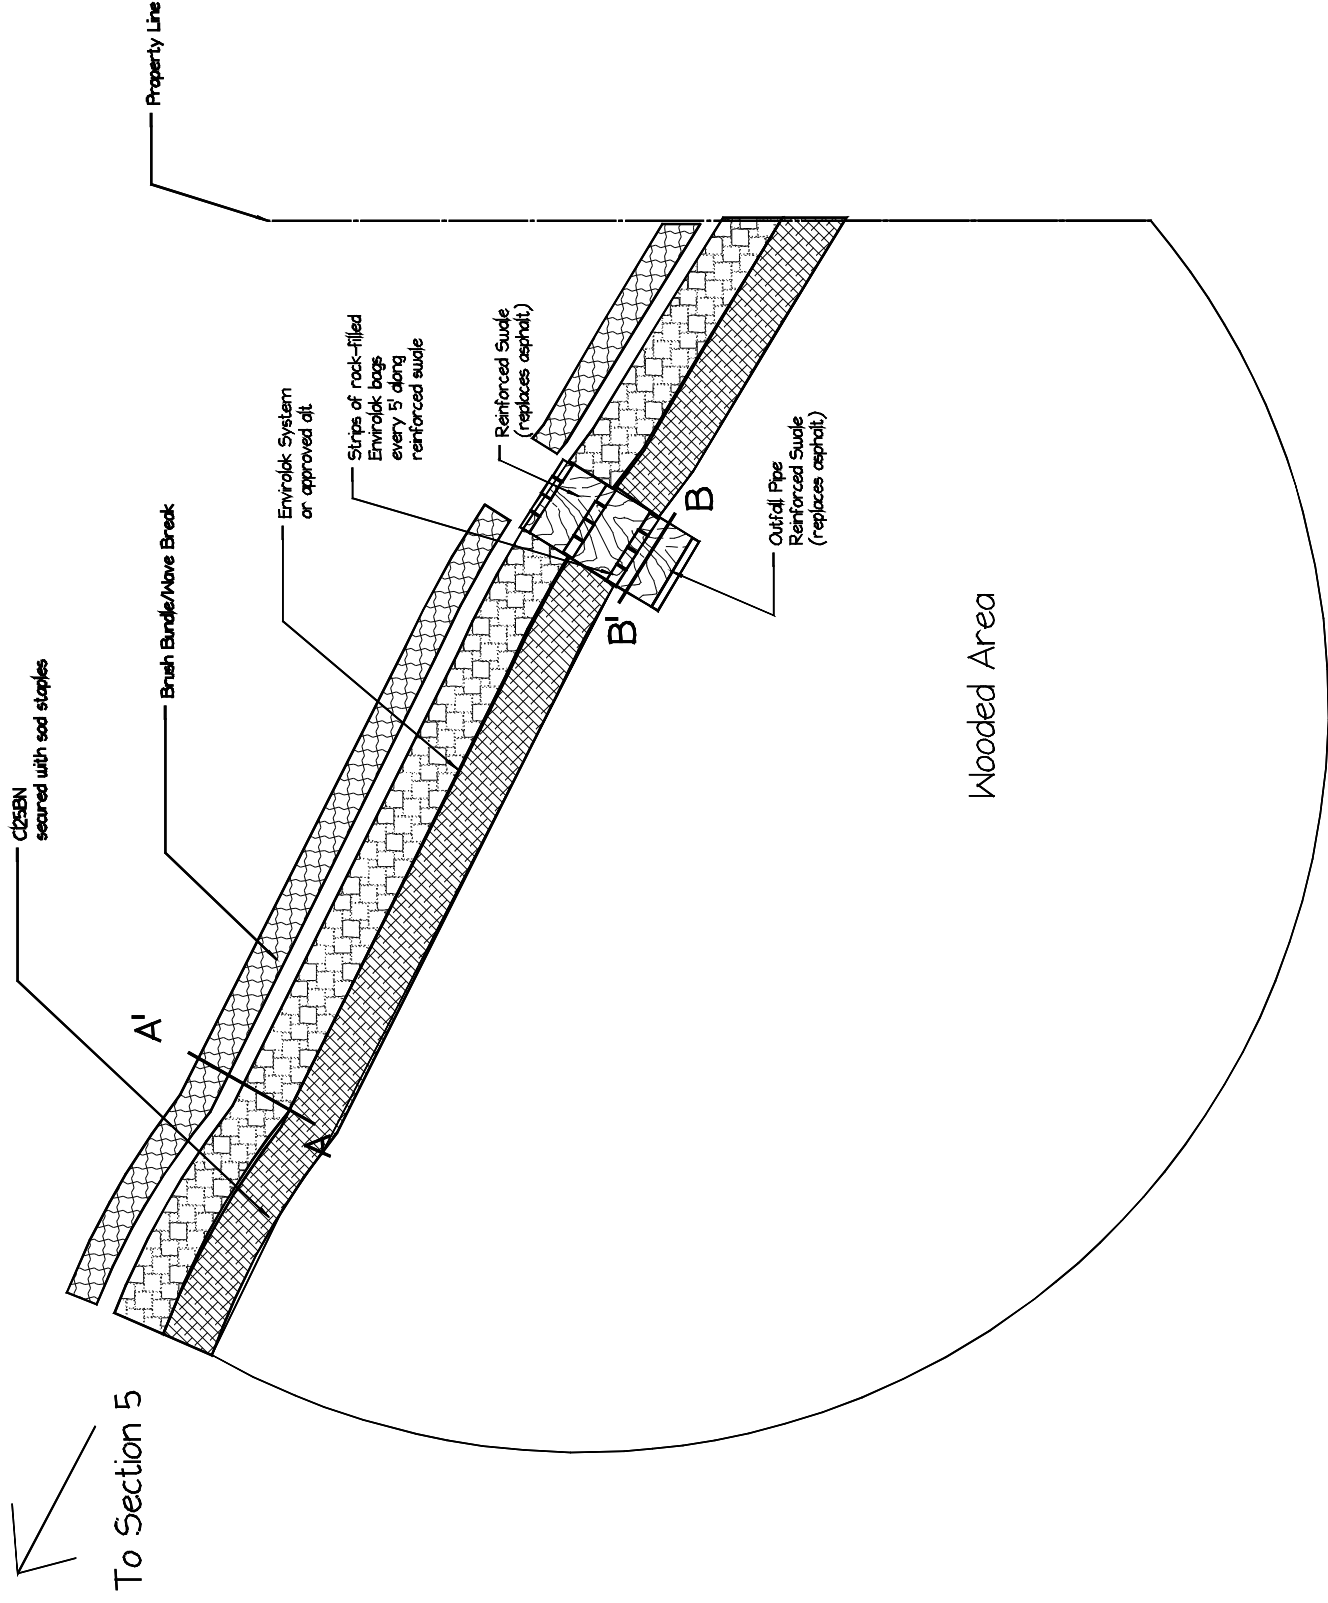 C125BN
secured with sod staples
Brush Bundle/Wave Break
Envirolok System
or approved alt
Strips of rock-filled
Envirolok bags
every 5' along
reinforced swale
Reinforced Swale
(replaces asphalt)
Property Line
Outfall Pipe
Reinforced Swale
(replaces asphalt)
A'
A
B'
B
Wooded Area
To Section 5